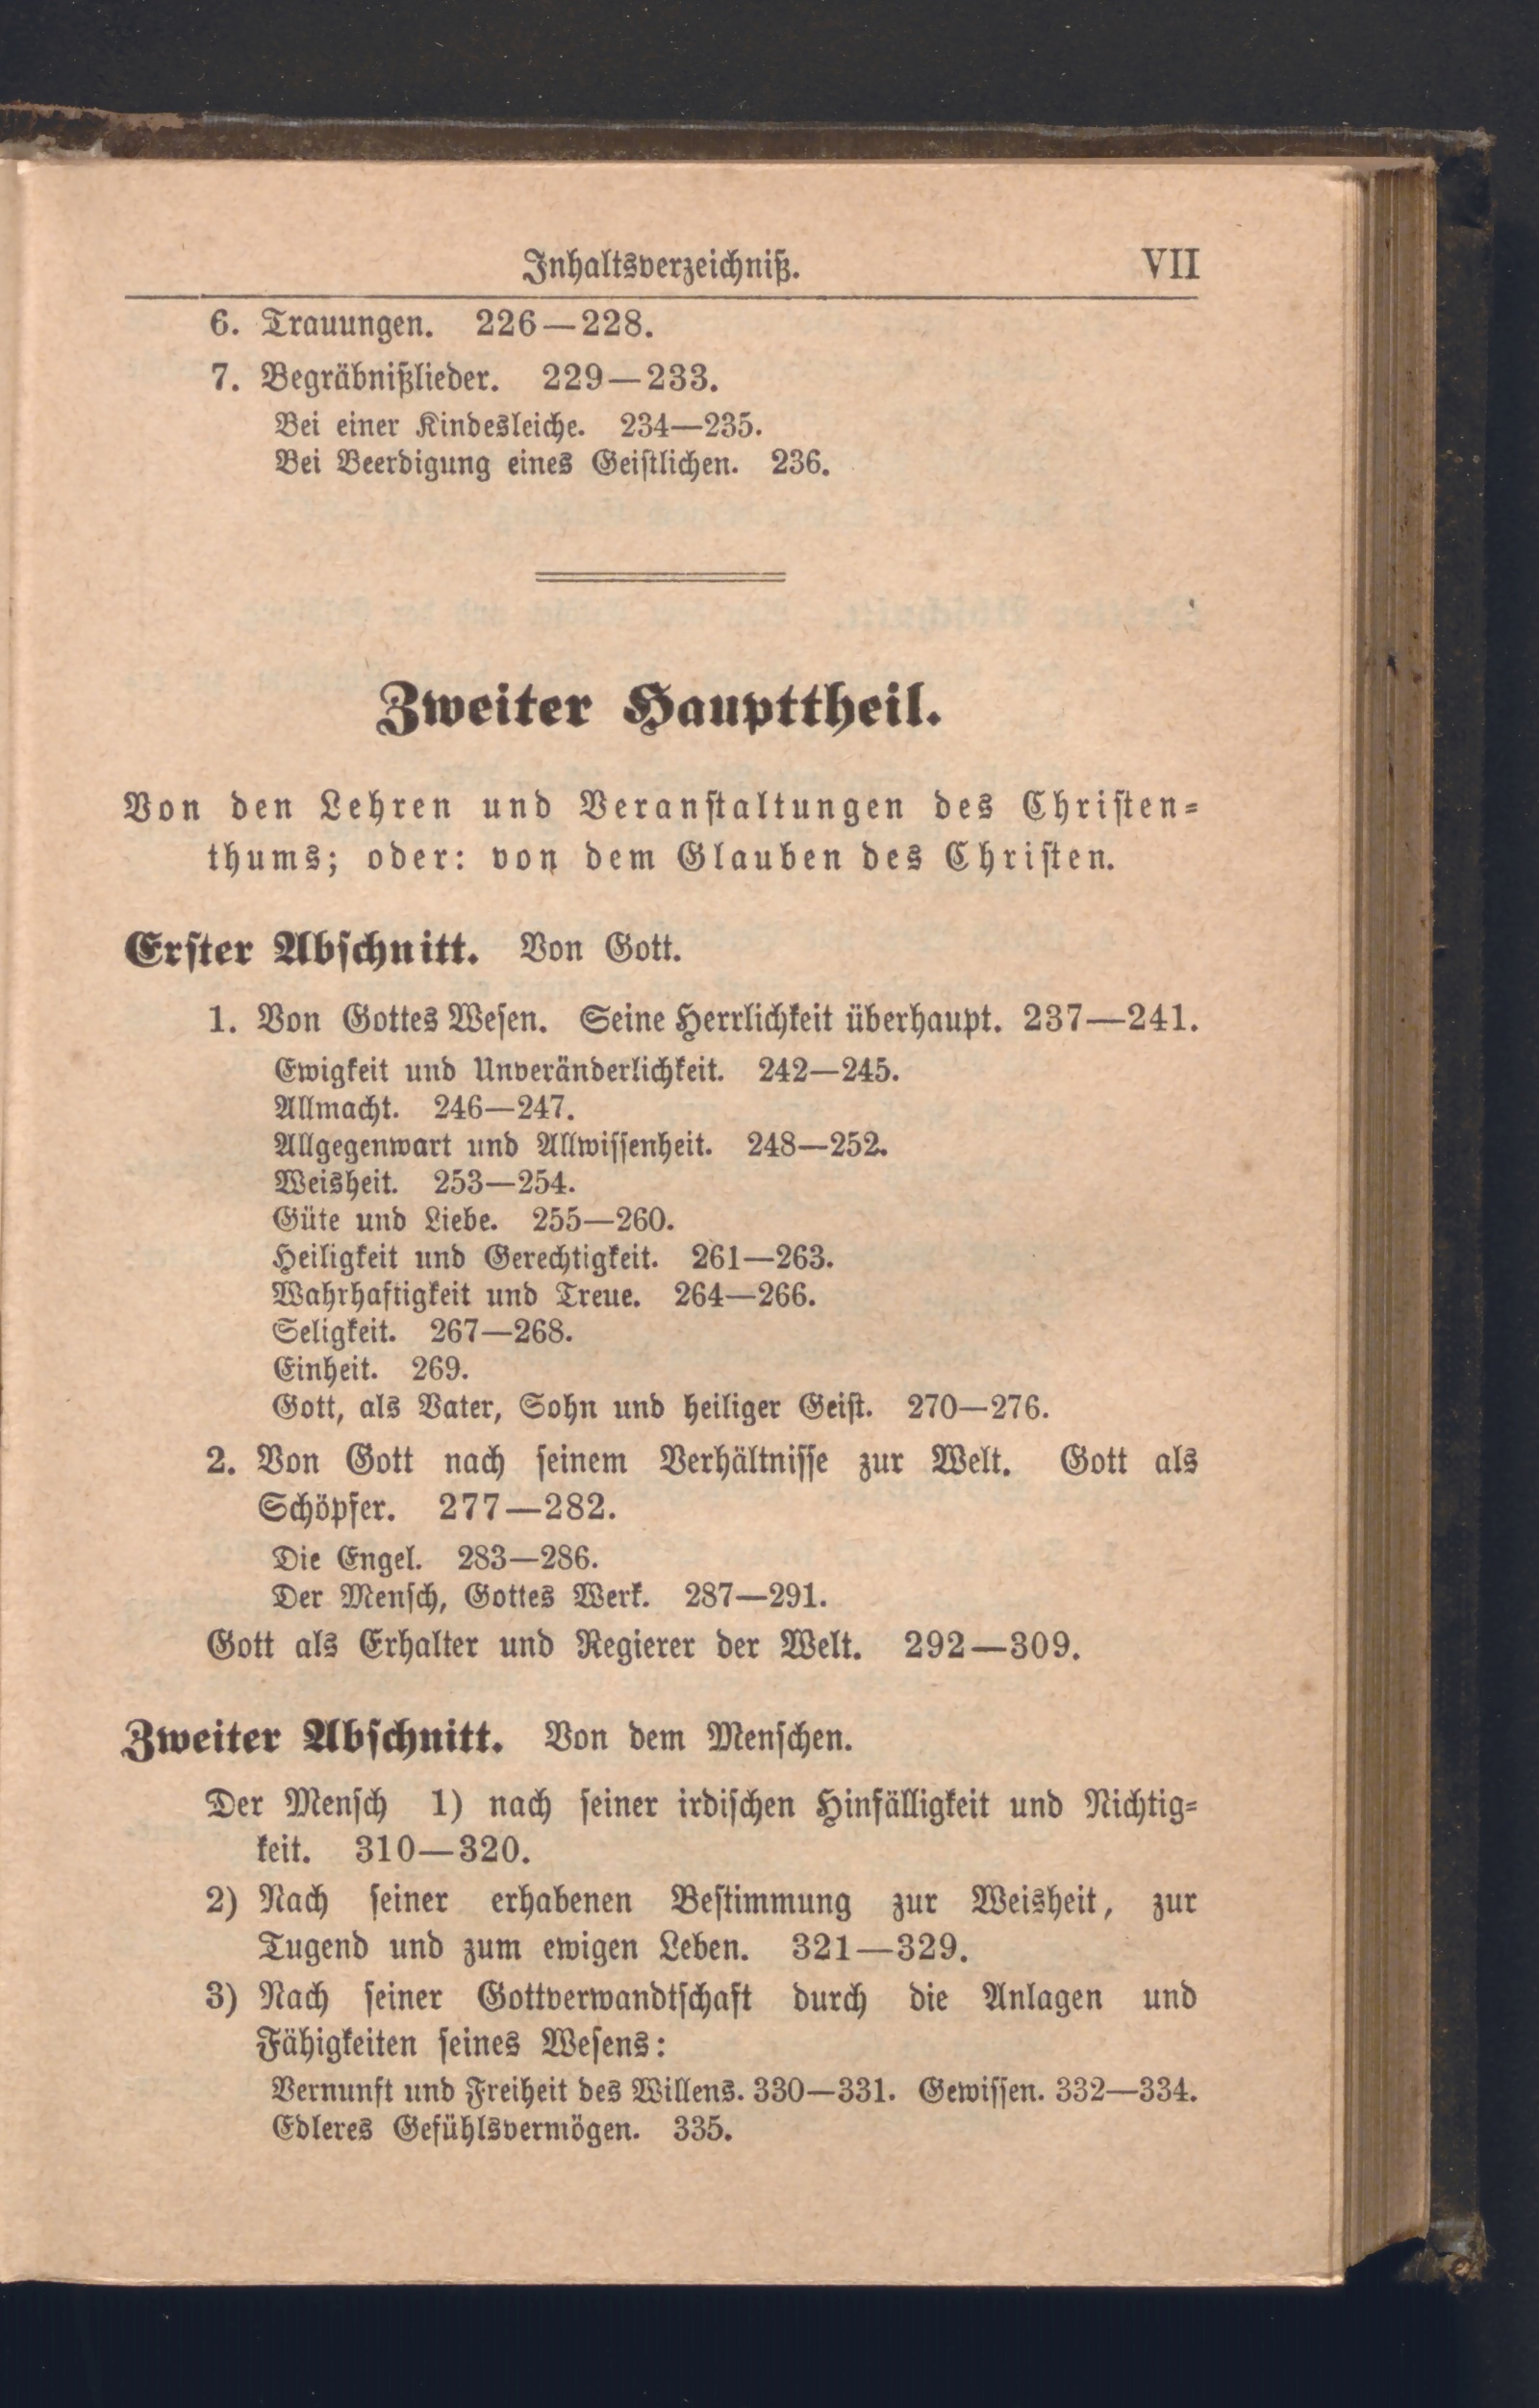 Inhaltsverzeichniß. VII
6. Trauungen. 226—228.
7. Begräbnißlieder. 229—233.
Bei einer Kindesleiche. 234—235.
Bei Beerdigung eines Geistlichen. 236.
Zweiter Haupttheil.
Von den Lehren und Veranstaltungen des Christen=
thums; oder: von dem Glauben des Christen.
Erster Abschnitt. Von Gott.
1. Von Gottes Wesen. Seine Herrlichkeit überhaupt. 237—241.
Ewigkeit und Unveränderlichkeit. 242—245.
Allmacht. 246—247.
Allgegenwart und Allwissenheit. 248—252.
Weisheit. 253—254.
Güte und Liebe. 255—260.
Heiligkeit und Gerechtigkeit. 261—263.
Wahrhaftigkeit und Treue. 264—266.
Seligkeit. 267—268.
Einheit. 269.
Gott, als Vater, Sohn und heiliger Geist. 270—276.
2. Von Gott nach seinem Verhältnisse zur Welt. Gott als
Schöpfer. 277—282.
Die Engel. 283—286.
Der Mensch, Gottes Werk. 287—291.
Gott als Erhalter und Regierer der Welt. 292—309.
Zweiter Abschnitt. Von dem Menschen.
Der Mensch 1) nach seiner irdischen Hinfälligkeit und Nichtig=
keit. 310—320.
2) Nach seiner erhabenen Bestimmung zur Weisheit, zur
Tugend und zum ewigen Leben. 321—329.
3) Nach seiner Gottverwandtschaft durch die Anlagen und
Fähigkeiten seines Wesens:
Vernunft und Freiheit des Willens. 330—331. Gewissen. 332—334.
Edleres Gefühlsvermögen. 335.